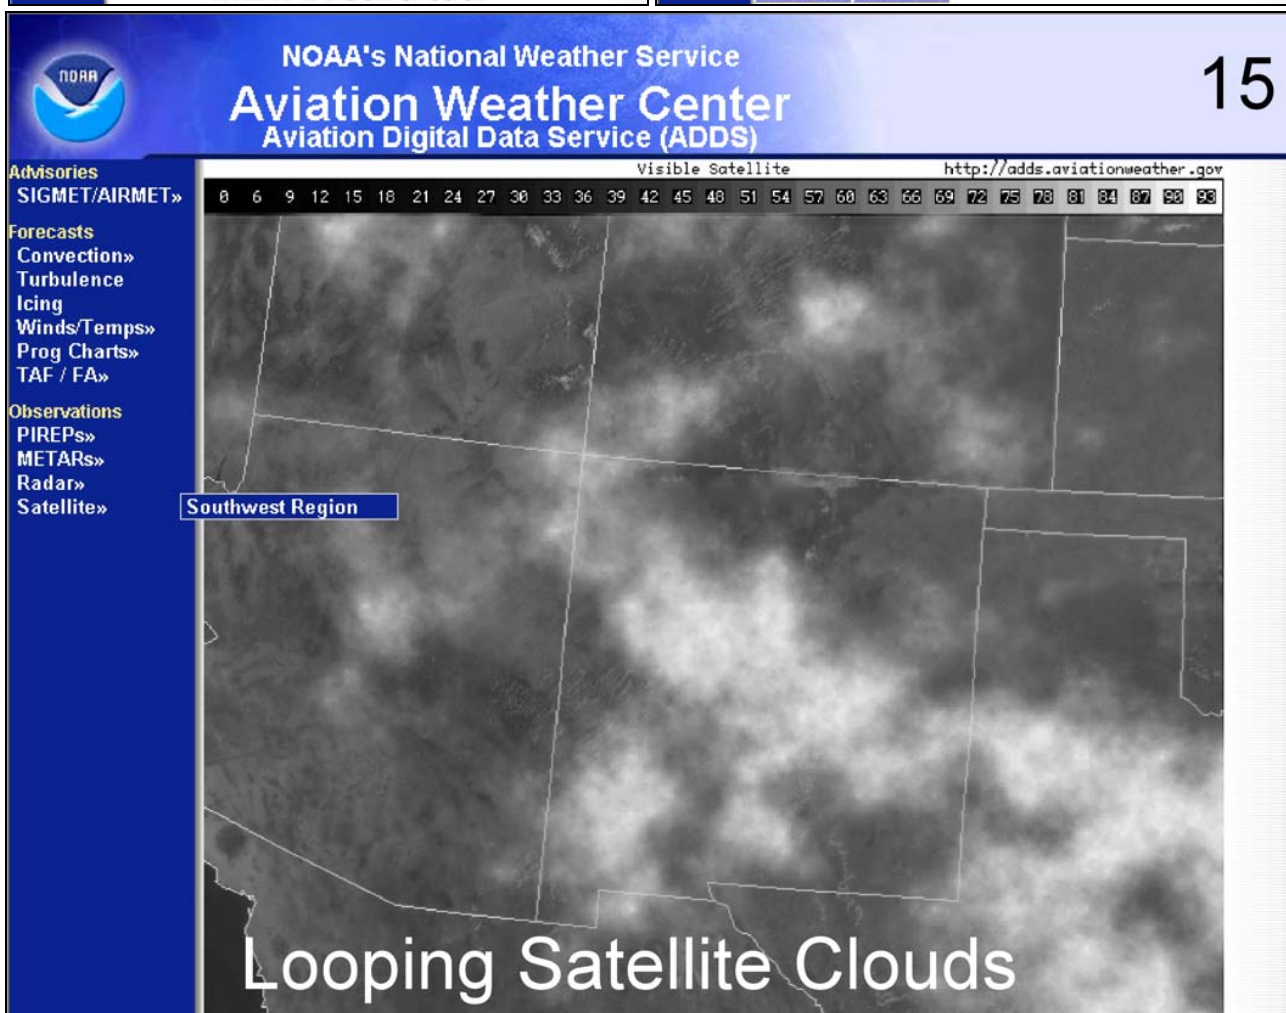 NOAA
NOAA's National Weather Service
Aviation Weather Center
Aviation Digital Data Service (ADDS)
15
Advisories
SIGMET/AIRMET»
Forecasts
Convection»
Turbulence
Icing
Winds/Temps»
Prog Charts»
TAF / FA»
Observations
PIREPs»
METARs»
Radar»
Satellite»
Southwest Region
Visible Satellite
http://adds.aviationweather.gov
0 6 9 12 15 18 21 24 27 30 33 36 39 42 45 48 51 54 57 60 63 66 69 72 75 78 81 84 87 90 93
Looping Satellite Clouds